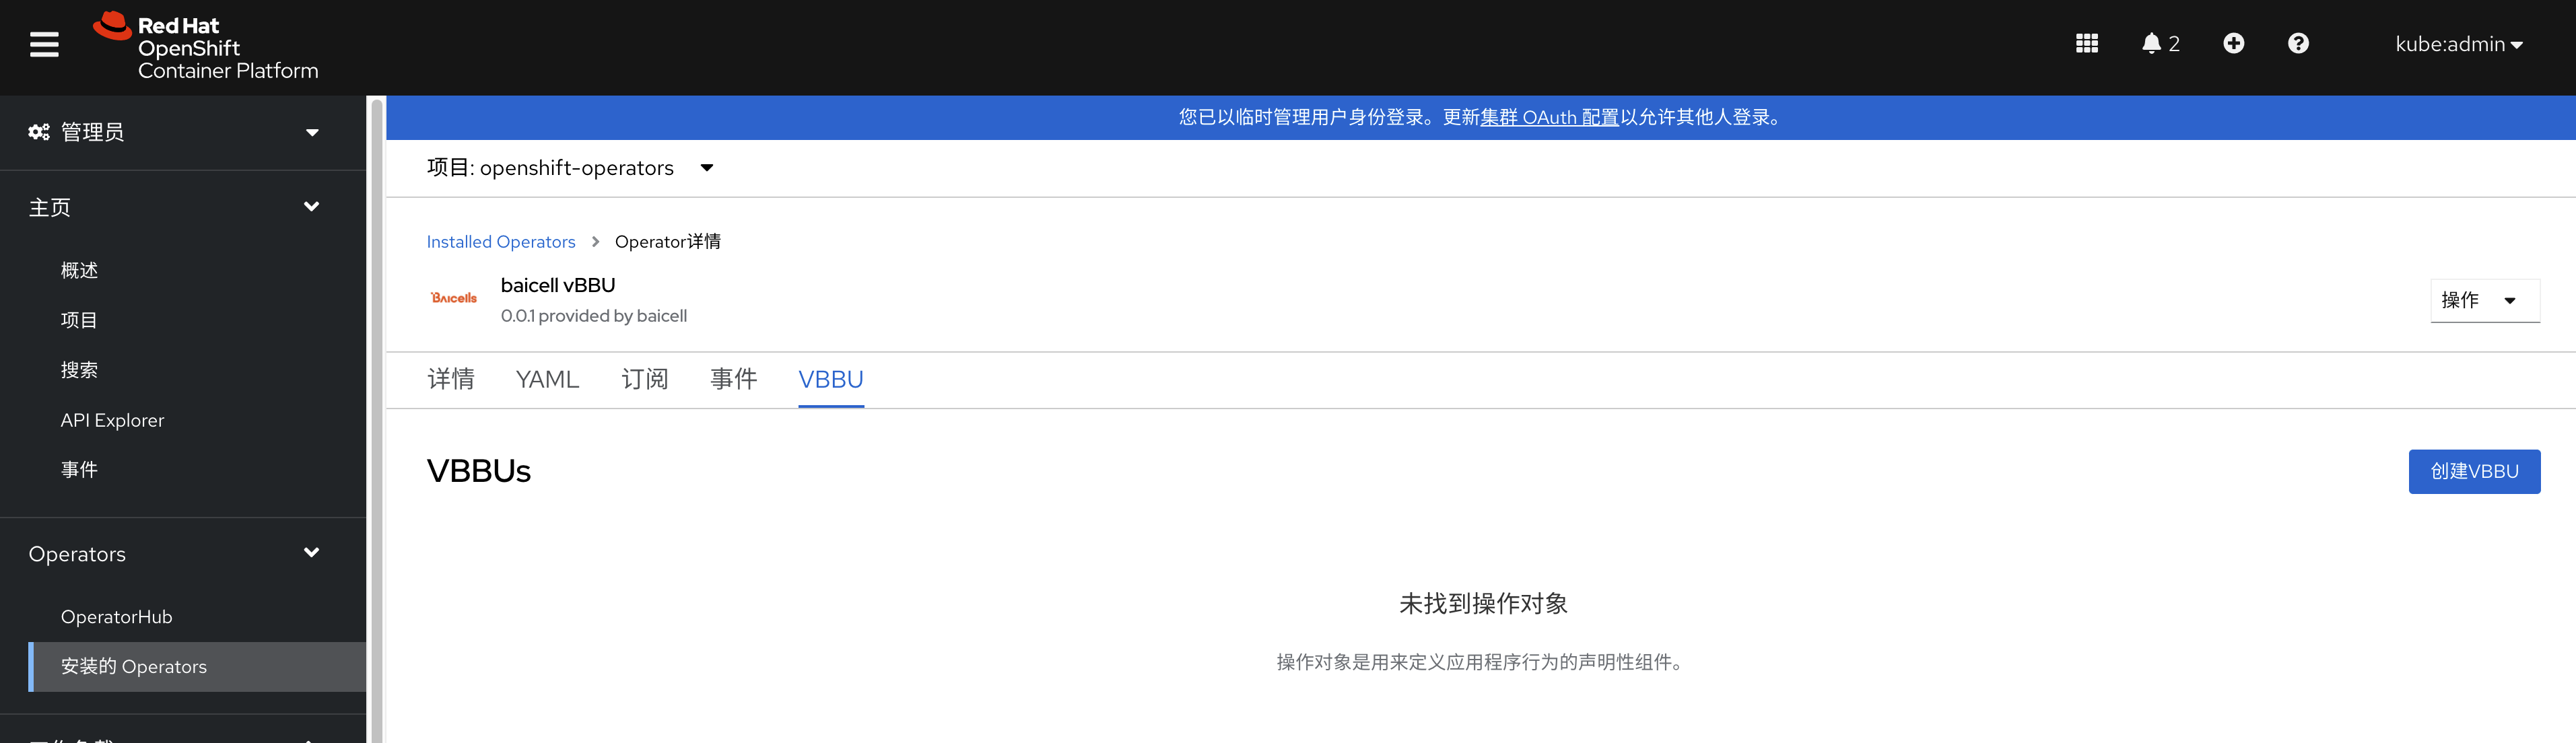 Red Hat
OpenShift
Container Platform
2
kube:admin
管理员
主页
概述
项目
搜索
API Explorer
事件
Operators
OperatorHub
安装的 Operators
您已以临时管理用户身份登录。更新集群 OAuth 配置以允许其他人登录。
项目: openshift-operators
Installed Operators > Operator详情
Baicells
baicell vBBU
0.0.1 provided by baicell
操作
详情 YAML 订阅 事件 VBBU
VBBUs
创建VBBU
未找到操作对象
操作对象是用来定义应用程序行为的声明性组件。